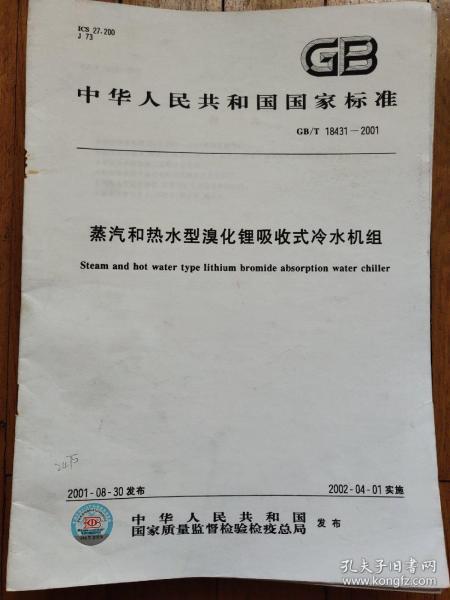 ICS 27.200
J 73
GB
中华人民共和国国家标准
GB/T 18431—2001
蒸汽和热水型溴化锂吸收式冷水机组
Steam and hot water type lithium bromide absorption water chiller
2001-08-30发布
2002-04-01实施
中华人民共和国
国家质量监督检验检疫总局
发布
孔夫子旧书网
www.kongfz.com